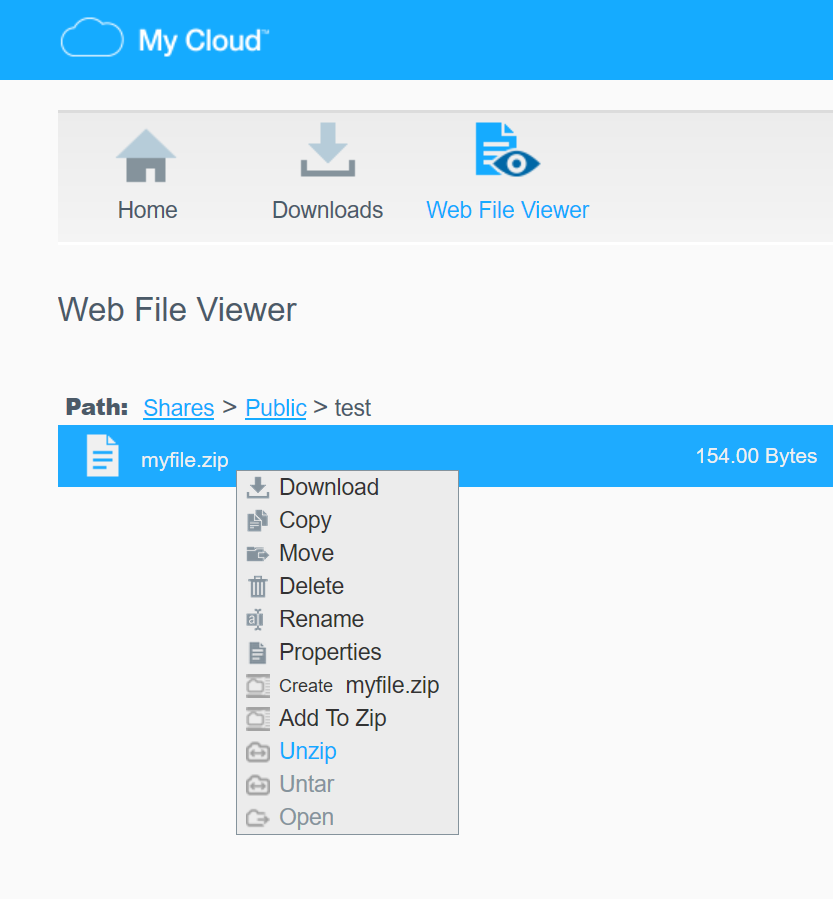 My Cloud™
Home Downloads Web File Viewer
Web File Viewer
Path: Shares > Public > test
myfile.zip 154.00 Bytes
Download
Copy
Move
Delete
Rename
Properties
Create myfile.zip
Add To Zip
Unzip
Untar
Open